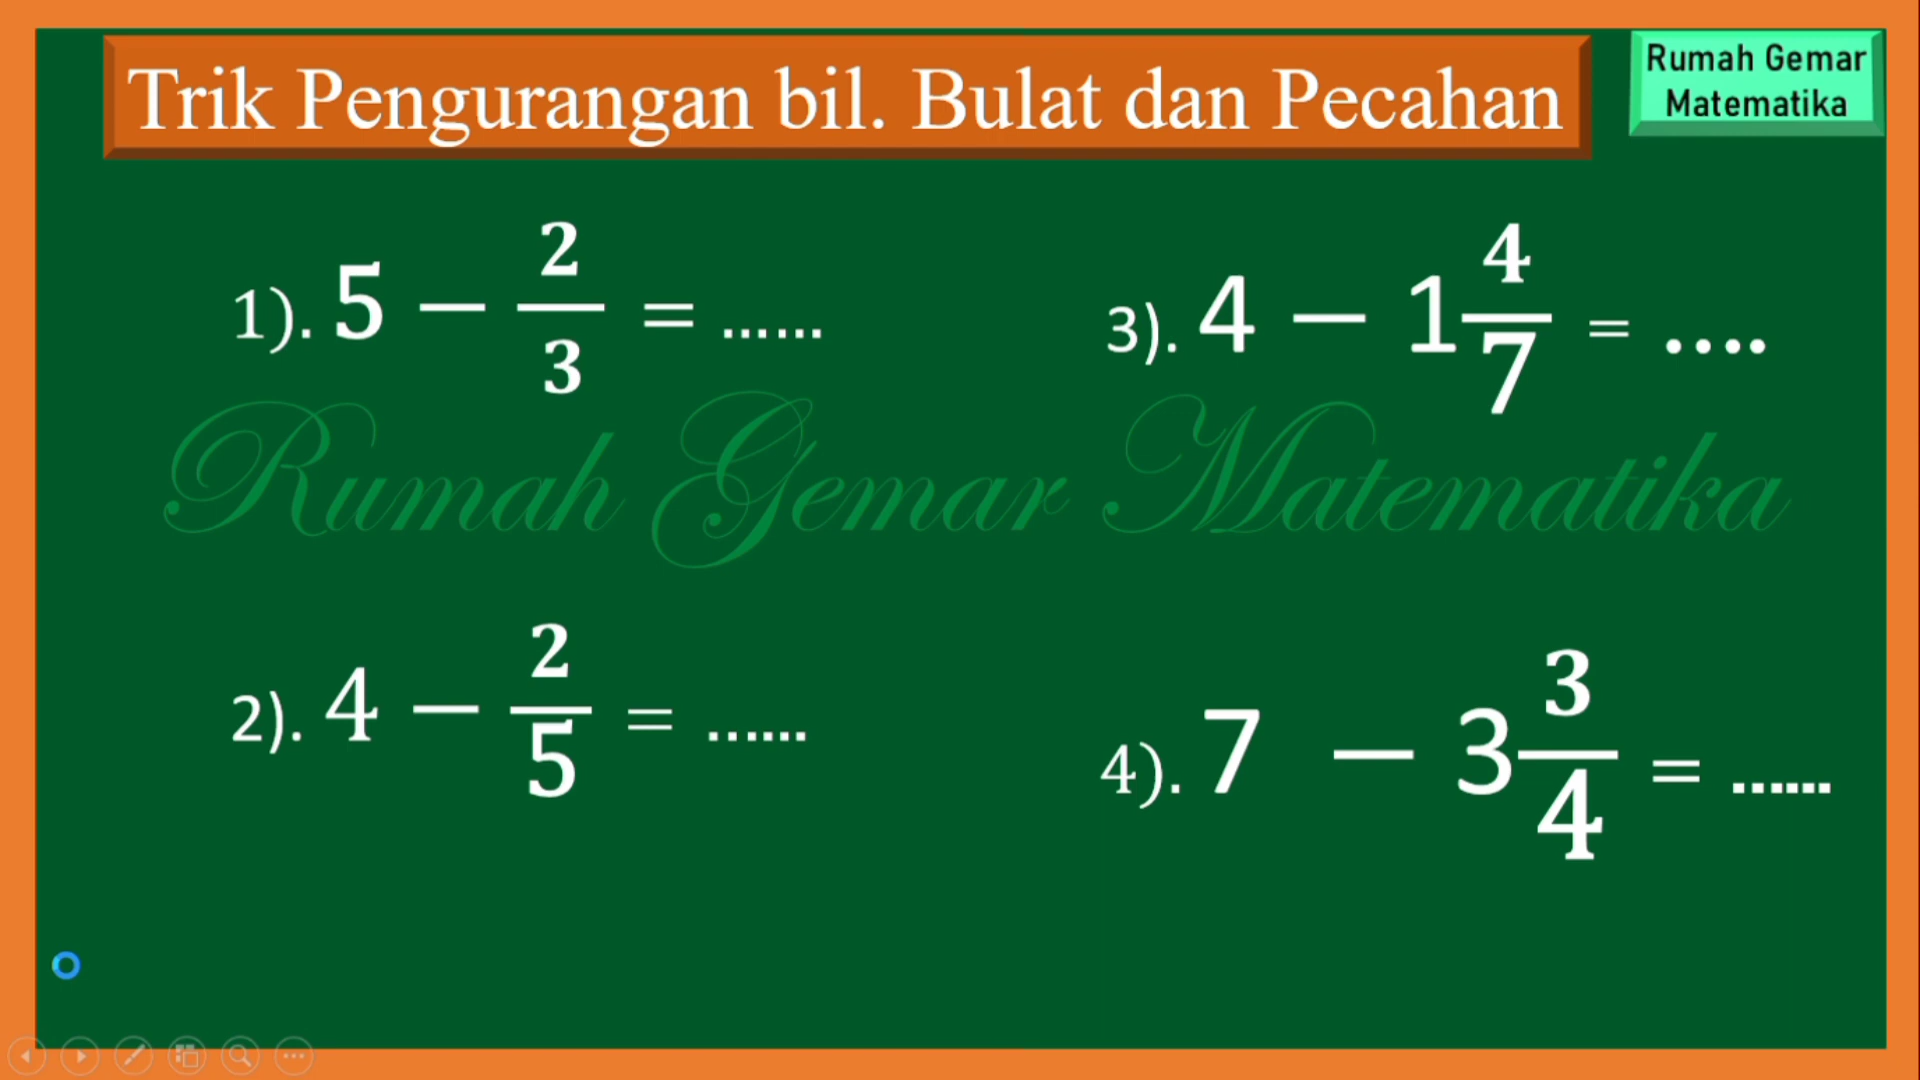 Trik Pengurangan bil. Bulat dan Pecahan
Rumah Gemar
Matematika
1). 5 − 2/3 = ......
3). 4 − 1 4/7 = ....
Rumah Gemar Matematika
2). 4 − 2/5 = ......
4). 7 − 3 3/4 = ......